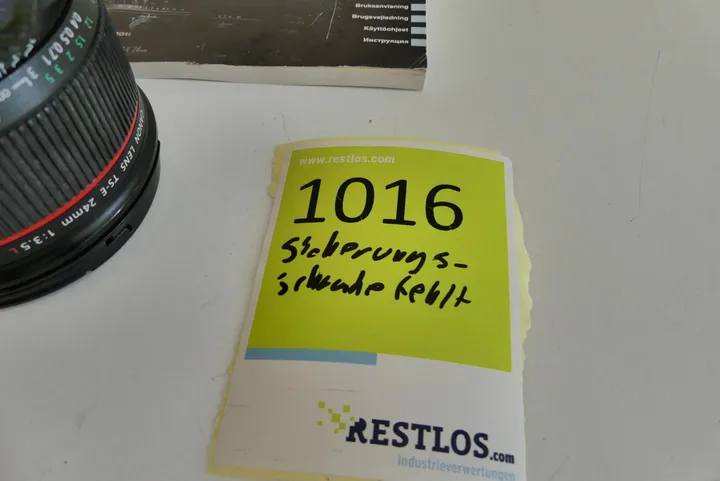 Bruksanvisning
Brugsvejledning
Käyttöohjeet
Инструкция
CANON LENS TS-E 24mm 1:3.5 L
www.restlos.com
1016
Sicherungs-
schraube fehlt
RESTLOS.com
industrieverwertungen